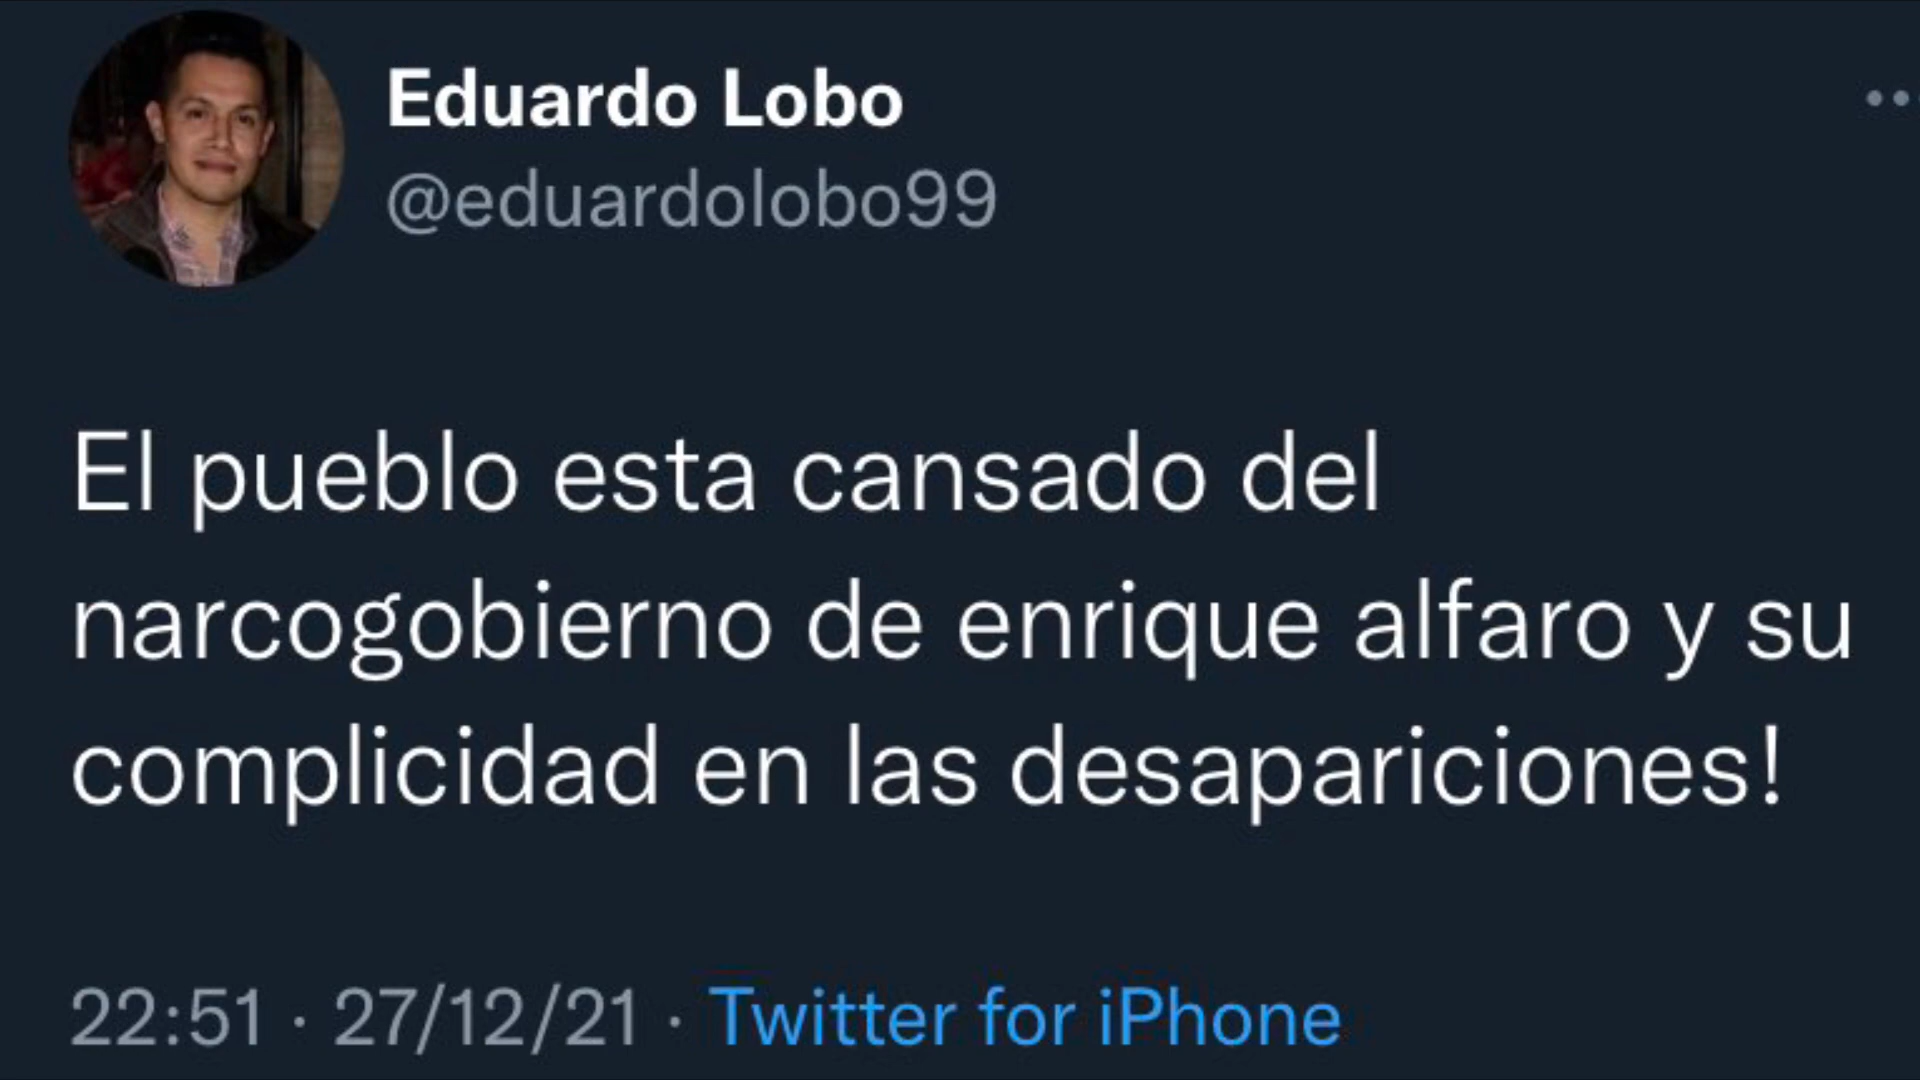 Eduardo Lobo
@eduardolobo99
El pueblo esta cansado del
narcogobierno de enrique alfaro y su
complicidad en las desapariciones!
22:51 · 27/12/21 · Twitter for iPhone